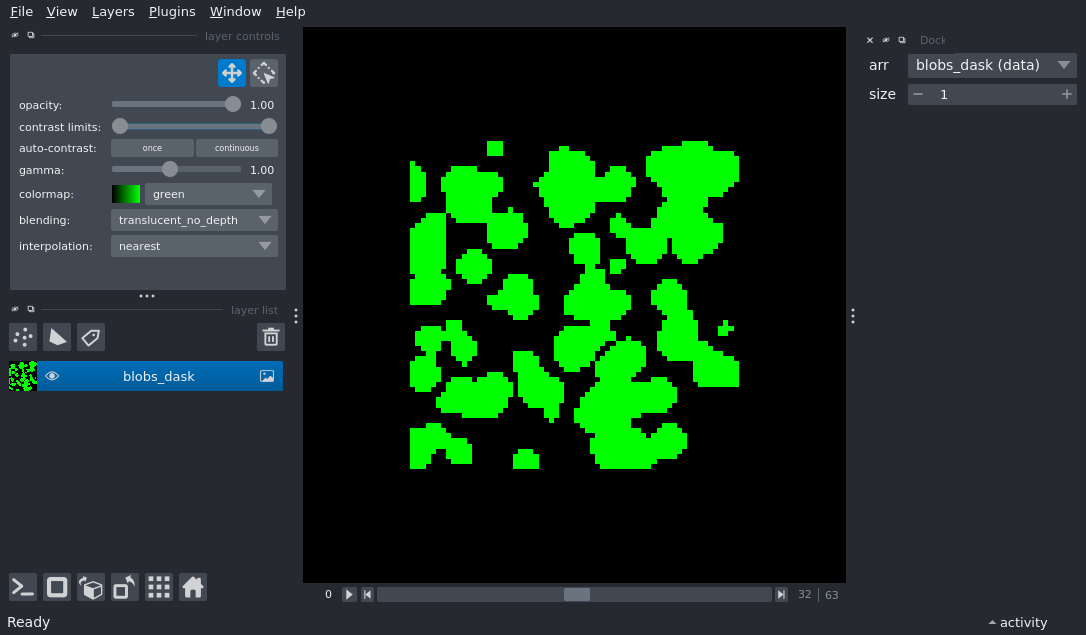 File View Layers Plugins Window Help
layer controls
opacity: 1.00
contrast limits:
auto-contrast: once continuous
gamma: 1.00
colormap: green
blending: translucent_no_depth
interpolation: nearest
layer list
blobs_dask
0 32 63
Dock
arr blobs_dask (data)
size 1
Ready activity